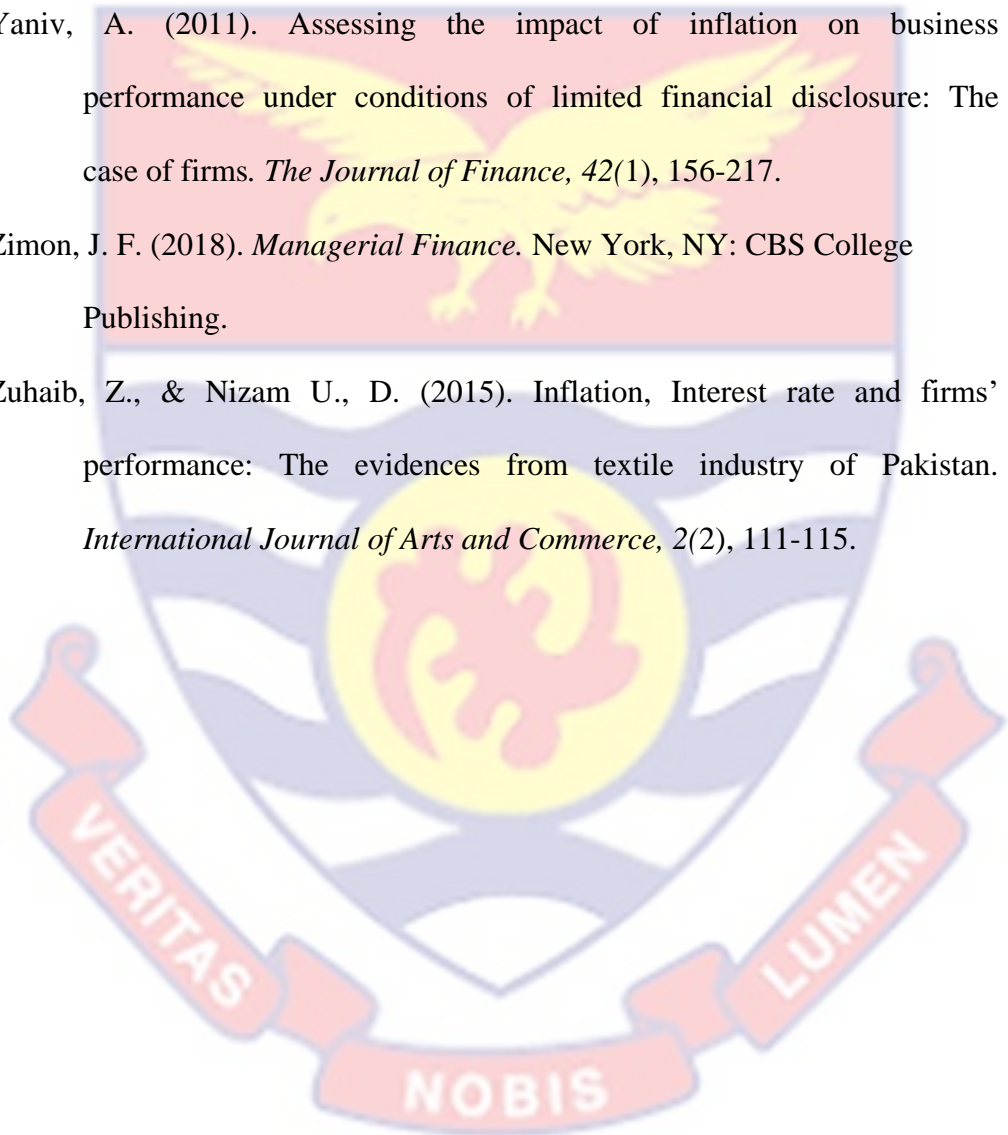 Yaniv, A. (2011). Assessing the impact of inflation on business
performance under conditions of limited financial disclosure: The
case of firms. The Journal of Finance, 42(1), 156-217.
Zimon, J. F. (2018). Managerial Finance. New York, NY: CBS College
Publishing.
Zuhaib, Z., & Nizam U., D. (2015). Inflation, Interest rate and firms’
performance: The evidences from textile industry of Pakistan.
International Journal of Arts and Commerce, 2(2), 111-115.
VERITAS
NOBIS
LUMEN